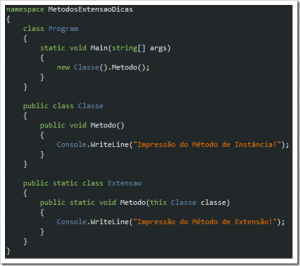 namespace MetodosExtensaoDicas
{
class Program
{
static void Main(string[] args)
{
new Classe().Metodo();
}
}
public class Classe
{
public void Metodo()
{
Console.WriteLine("Impressão do Método de Instância!");
}
}
public static class Extensao
{
public static void Metodo(this Classe classe)
{
Console.WriteLine("Impressão do Método de Extensão!");
}
}
}